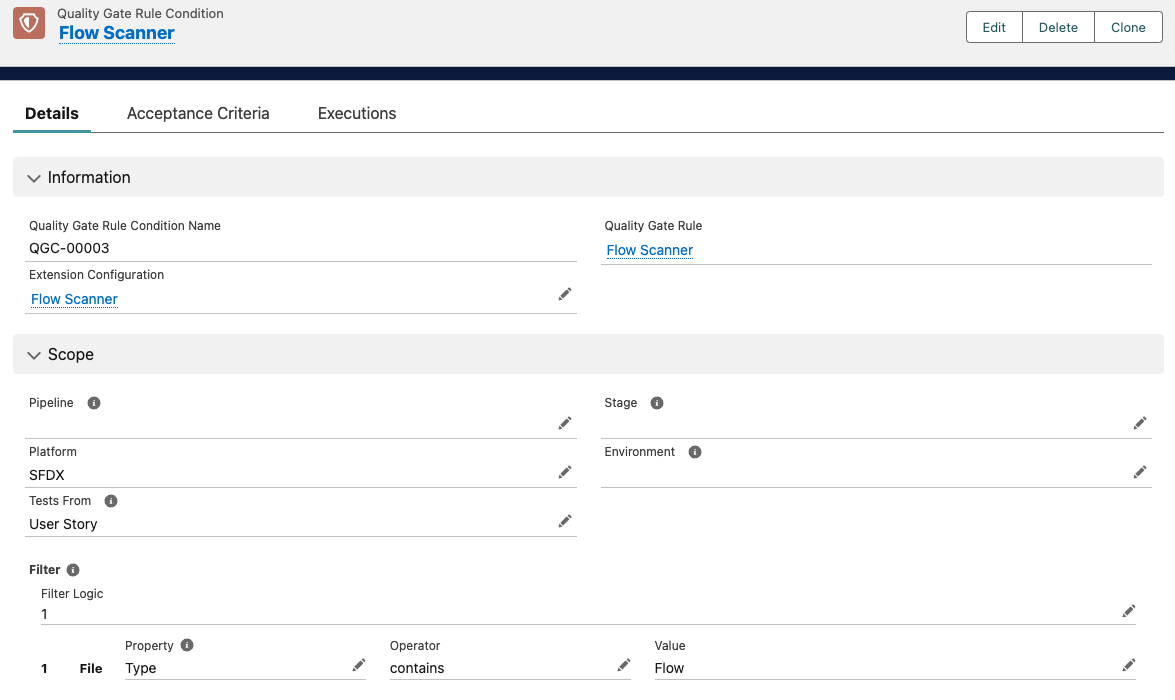 Quality Gate Rule Condition
Flow Scanner
Edit Delete Clone
Details Acceptance Criteria Executions
Information
Quality Gate Rule Condition Name Quality Gate Rule
QGC-00003 Flow Scanner
Extension Configuration
Flow Scanner
Scope
Pipeline Stage
Platform Environment
SFDX
Tests From
User Story
Filter
Filter Logic
1
Property Operator Value
1 File Type contains Flow